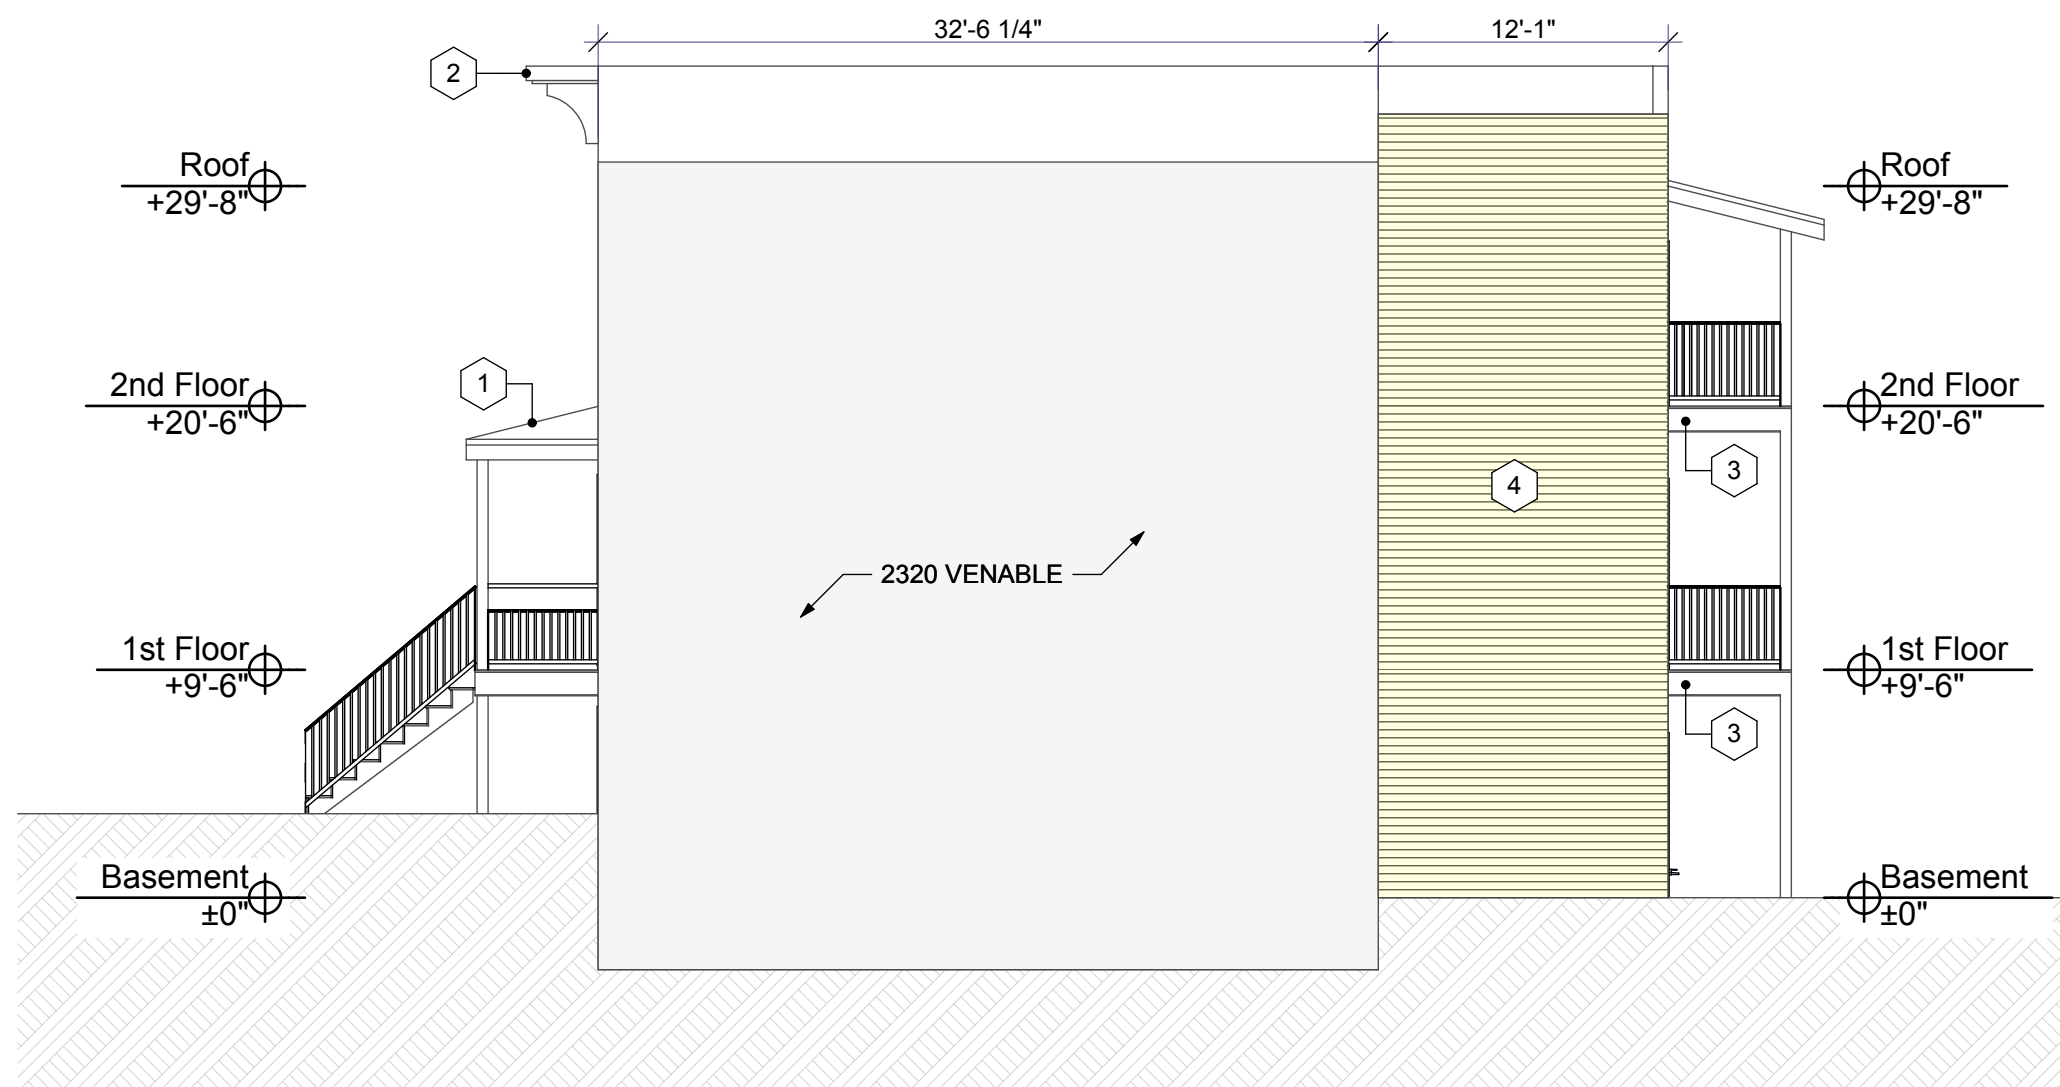 32'-6 1/4"
12'-1"
2
Roof
+29'-8"
Roof
+29'-8"
1
2nd Floor
+20'-6"
2nd Floor
+20'-6"
3
4
2320 VENABLE
1st Floor
+9'-6"
1st Floor
+9'-6"
3
Basement
±0"
Basement
±0"